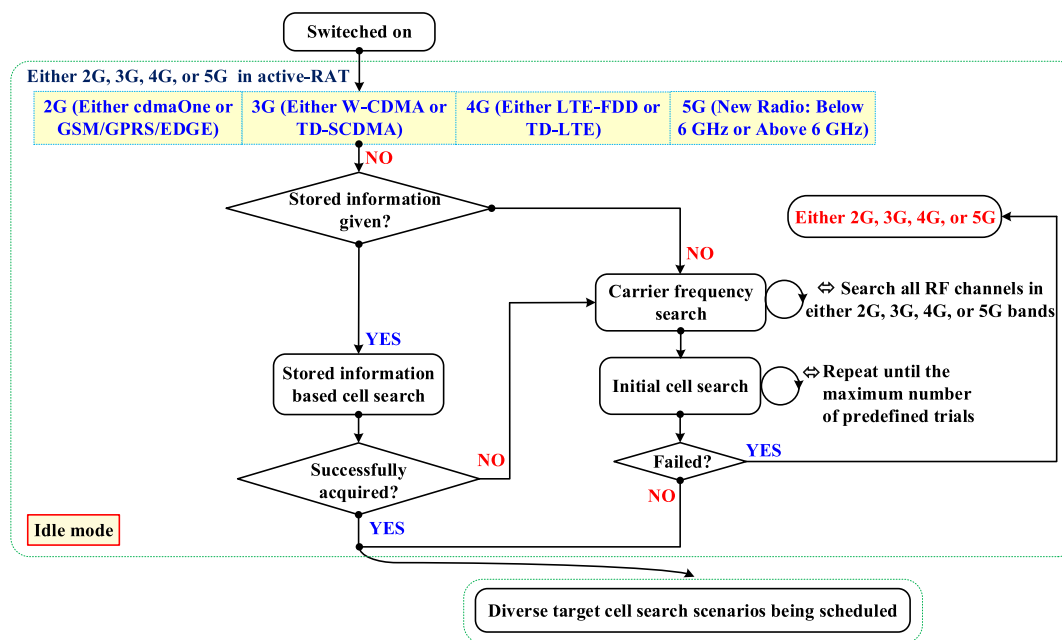 Switeched on
Either 2G, 3G, 4G, or 5G in active-RAT
2G (Either cdmaOne or
GSM/GPRS/EDGE)
3G (Either W-CDMA or
TD-SCDMA)
4G (Either LTE-FDD or
TD-LTE)
5G (New Radio: Below
6 GHz or Above 6 GHz)
NO
Stored information
given?
Either 2G, 3G, 4G, or 5G
NO
Carrier frequency
search
⇔ Search all RF channels in
either 2G, 3G, 4G, or 5G bands
YES
Stored information
based cell search
Initial cell search
⇔Repeat until the
maximum number
of predefined trials
Successfully
acquired?
NO
Failed?
YES
NO
YES
Idle mode
Diverse target cell search scenarios being scheduled